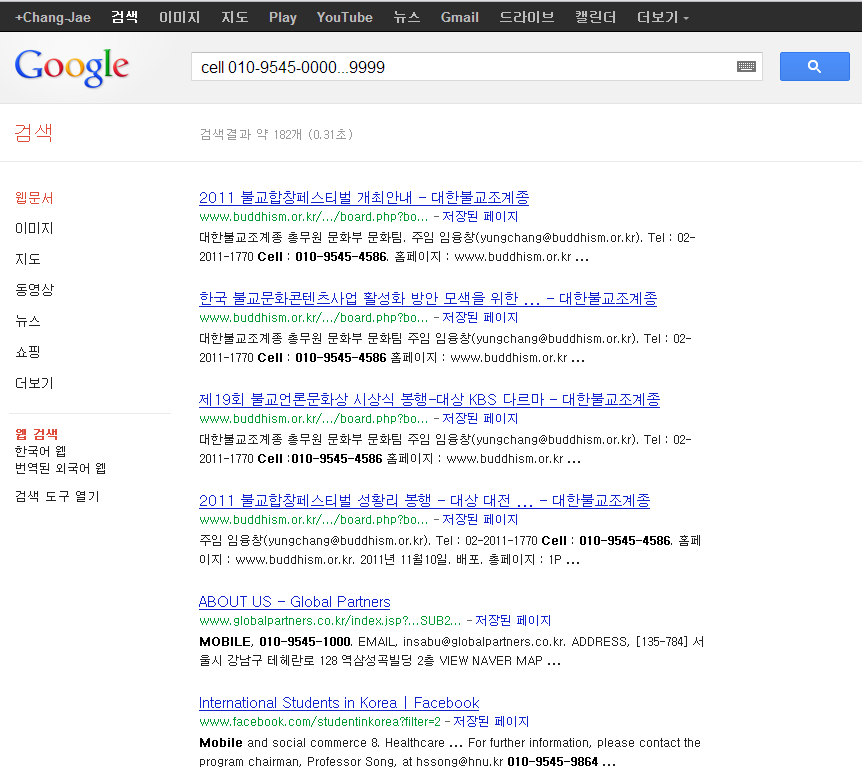 +Chang-Jae 검색 이미지 지도 Play YouTube 뉴스 Gmail 드라이브 캘린더 더보기
Google
cell 010-9545-0000...9999
검색
검색결과 약 182개 (0.31초)
웹문서
이미지
지도
동영상
뉴스
쇼핑
더보기
웹 검색
한국어 웹
번역된 외국어 웹
검색 도구 열기
2011 불교합창페스티벌 개최안내 - 대한불교조계종
www.buddhism.or.kr/.../board.php?bo... - 저장된 페이지
대한불교조계종 총무원 문화부 문화팀. 주임 임융창(yungchang@buddhism.or.kr). Tel : 02-
2011-1770 Cell : 010-9545-4586. 홈페이지 : www.buddhism.or.kr ...
한국 불교문화콘텐츠사업 활성화 방안 모색을 위한 ... - 대한불교조계종
www.buddhism.or.kr/.../board.php?bo... - 저장된 페이지
대한불교조계종 총무원 문화부 문화팀 주임 임융창(yungchang@buddhism.or.kr). Tel : 02-
2011-1770 Cell : 010-9545-4586 홈페이지 : www.buddhism.or.kr ...
제19회 불교언론문화상 시상식 봉행-대상 KBS 다르마 - 대한불교조계종
www.buddhism.or.kr/.../board.php?bo... - 저장된 페이지
대한불교조계종 총무원 문화부 문화팀 주임 임융창(yungchang@buddhism.or.kr). Tel : 02-
2011-1770 Cell :010-9545-4586 홈페이지 : www.buddhism.or.kr ...
2011 불교합창페스티벌 성황리 봉행 - 대상 대전 ... - 대한불교조계종
www.buddhism.or.kr/.../board.php?bo... - 저장된 페이지
주임 임융창(yungchang@buddhism.or.kr). Tel : 02-2011-1770 Cell : 010-9545-4586. 홈페
이지 : www.buddhism.or.kr. 2011년 11월10일. 배포. 홍페이지 : 1P ...
ABOUT US - Global Partners
www.globalpartners.co.kr/index.jsp?...SUB2... - 저장된 페이지
MOBILE, 010-9545-1000. EMAIL, insabu@globalpartners.co.kr. ADDRESS, [135-784] 서
울시 강남구 테헤란로 128 역삼성곡빌딩 2층 VIEW NAVER MAP ...
International Students in Korea | Facebook
www.facebook.com/studentinkorea?filter=2 - 저장된 페이지
Mobile and social commerce 8. Healthcare ... For further information, please contact the
program chairman, Professor Song, at hssong@hnu.kr 010-9545-9864 ...